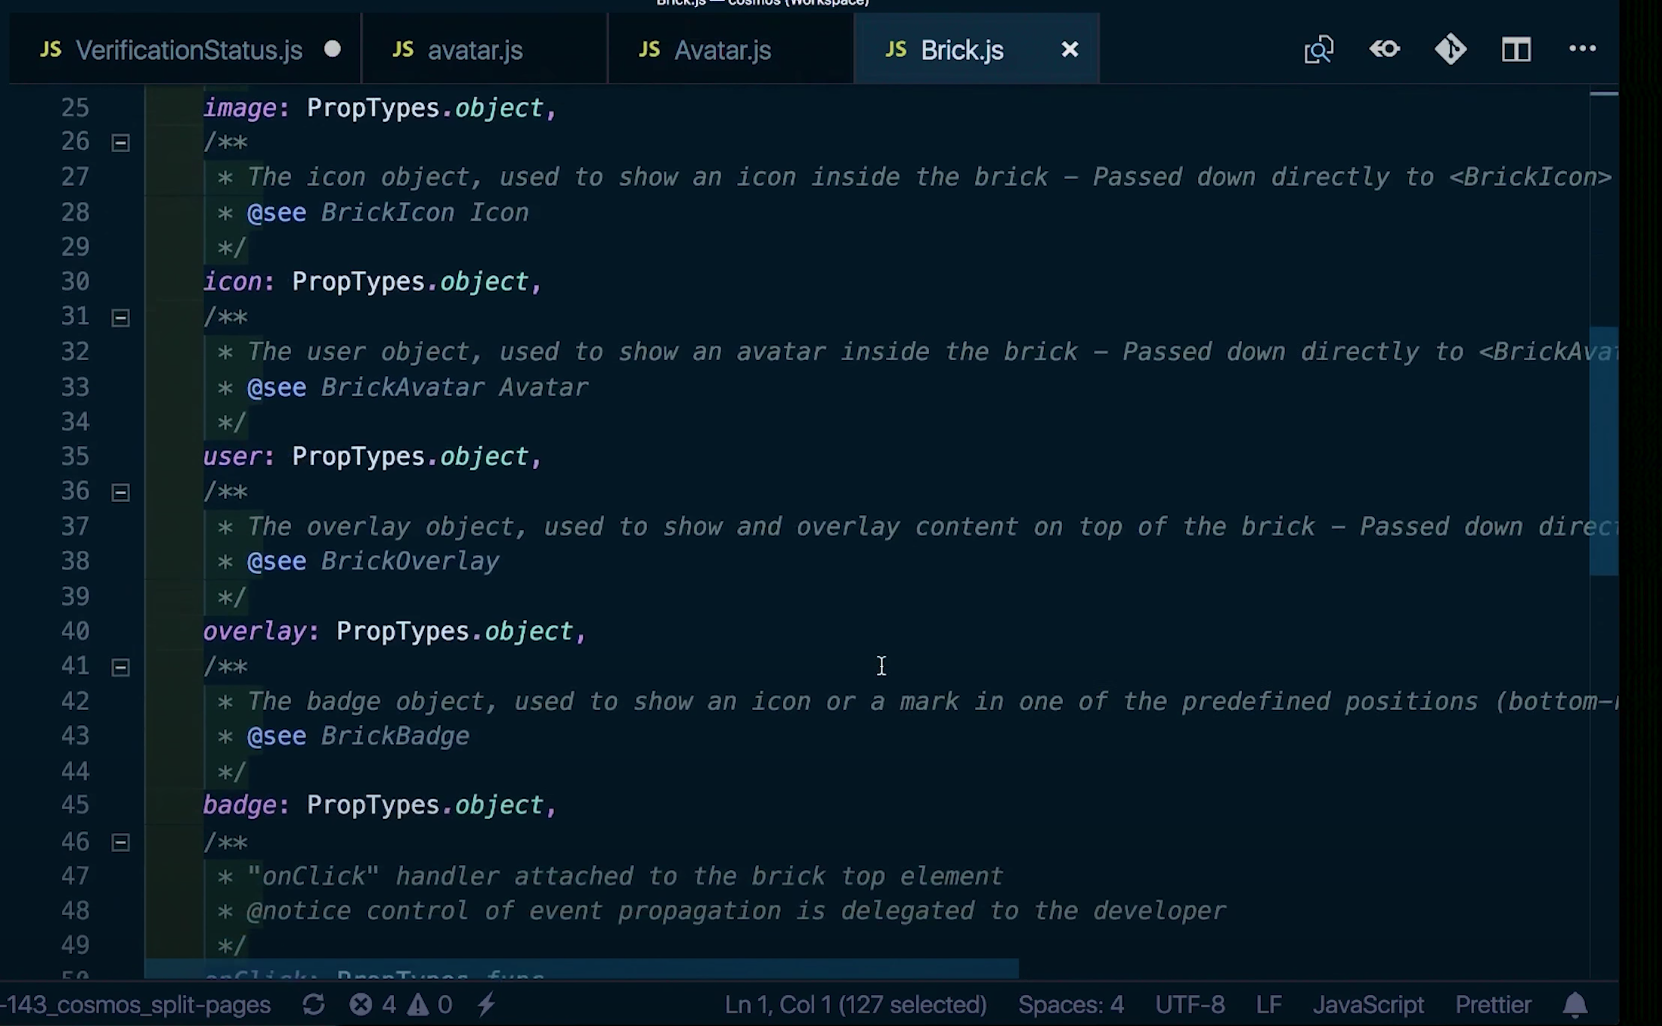 Brick.js — cosmos (Workspace)
JS VerificationStatus.js
JS avatar.js
JS Avatar.js
JS Brick.js
25 image: PropTypes.object,
26 /**
27 * The icon object, used to show an icon inside the brick – Passed down directly to <BrickIcon>
28 * @see BrickIcon Icon
29 */
30 icon: PropTypes.object,
31 /**
32 * The user object, used to show an avatar inside the brick – Passed down directly to <BrickAva
33 * @see BrickAvatar Avatar
34 */
35 user: PropTypes.object,
36 /**
37 * The overlay object, used to show and overlay content on top of the brick – Passed down direct
38 * @see BrickOverlay
39 */
40 overlay: PropTypes.object,
41 /**
42 * The badge object, used to show an icon or a mark in one of the predefined positions (bottom-
43 * @see BrickBadge
44 */
45 badge: PropTypes.object,
46 /**
47 * "onClick" handler attached to the brick top element
48 * @notice control of event propagation is delegated to the developer
49 */
50 onClick: PropTypes.func
-143_cosmos_split-pages 4 0 Ln 1, Col 1 (127 selected) Spaces: 4 UTF-8 LF JavaScript Prettier